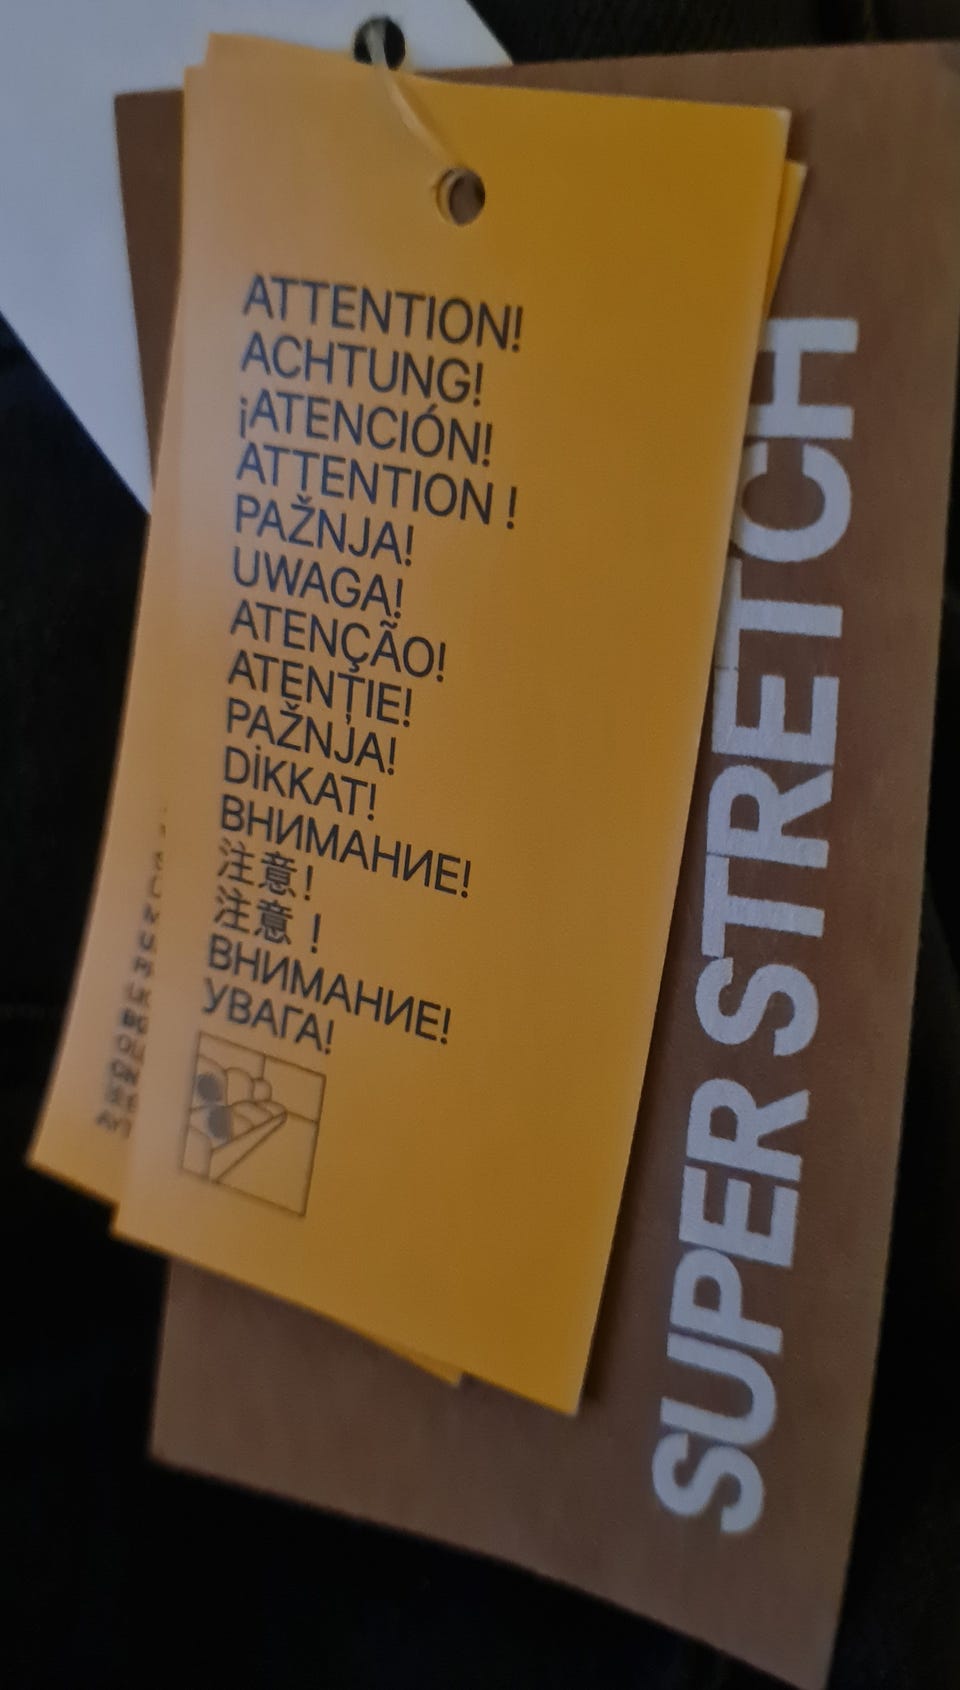 ATTENTION!
ACHTUNG!
¡ATENCIÓN!
ATTENTION !
PAŽNJA!
UWAGA!
ATENÇÃO!
ATENȚIE!
PAŽNJA!
DİKKAT!
ВНИМАНИЕ!
注意!
注意 !
ВНИМАНИЕ!
УВАГА!
SUPER STRETCH